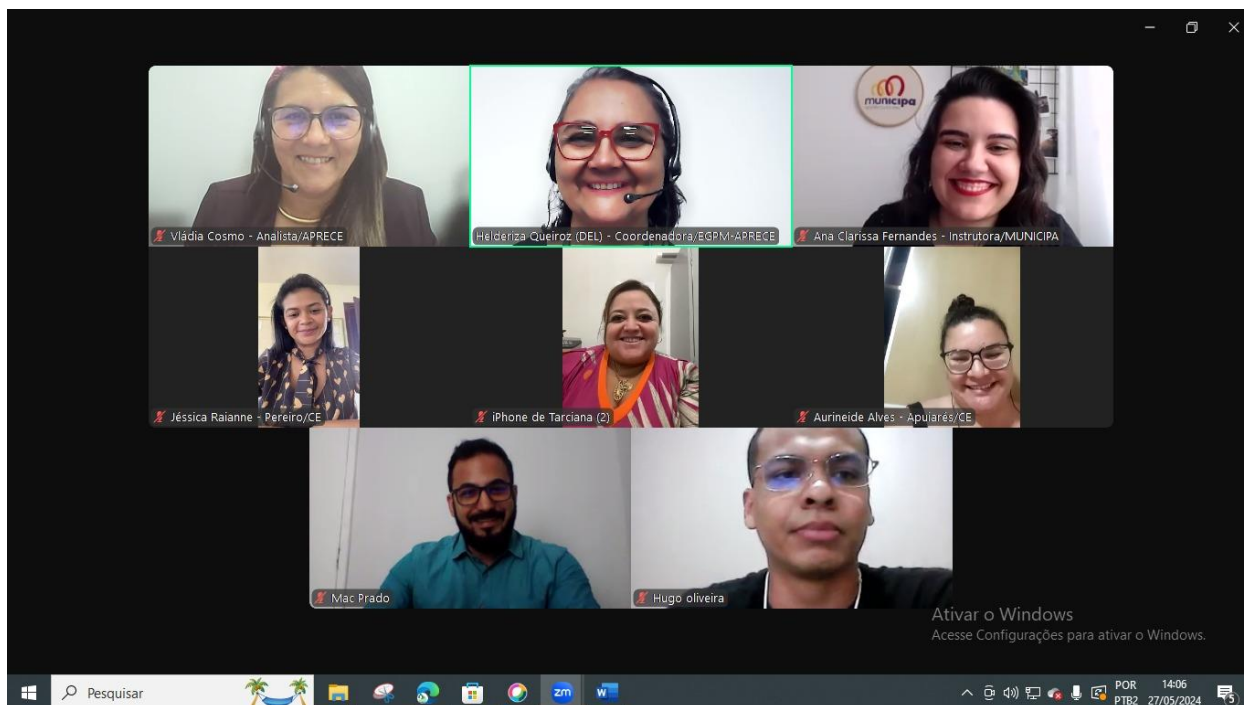 municipa
Vládia Cosmo - Analista/APRECE
Helderiza Queiroz (DEL) - Coordenadora/EGPM-APRECE
Ana Clarissa Fernandes - Instrutora/MUNICIPA
Jéssica Raianne - Pereiro/CE
iPhone de Tarciana (2)
Aurineide Alves - Apuiarés/CE
Mac Prado
Hugo oliveira
Ativar o Windows
Acesse Configurações para ativar o Windows.
Pesquisar
zm
W
POR
PTB2
14:06
27/05/2024
5